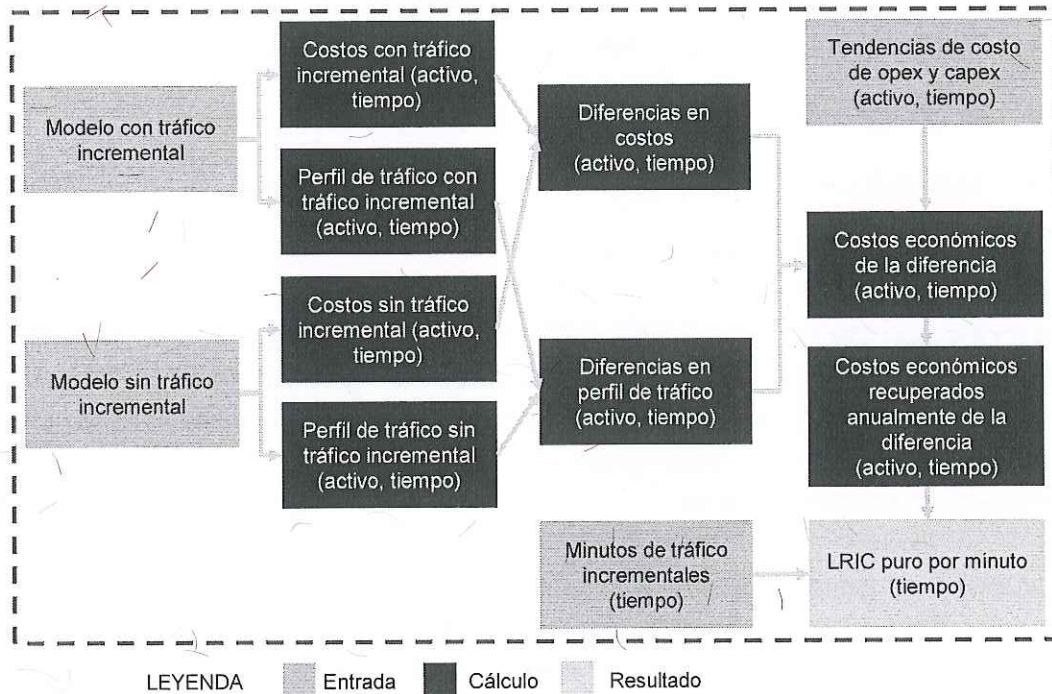 Modelo con tráfico
incremental
Modelo sin tráfico
incremental
Costos con tráfico
incremental (activo,
tiempo)
Perfil de tráfico con
tráfico incremental
(activo, tiempo)
Costos sin tráfico
incremental (activo,
tiempo)
Perfil de tráfico sin
tráfico incremental
(activo, tiempo)
Diferencias en
costos
(activo, tiempo)
Diferencias en
perfil de tráfico
(activo, tiempo)
Minutos de tráfico
incrementales
(tiempo)
Tendencias de costo
de opex y capex
(activo, tiempo)
Costos económicos
de la diferencia
(activo, tiempo)
Costos económicos
recuperados
anualmente de la
diferencia
(activo, tiempo)
LRIC puro por minuto
(tiempo)
LEYENDA Entrada Cálculo Resultado